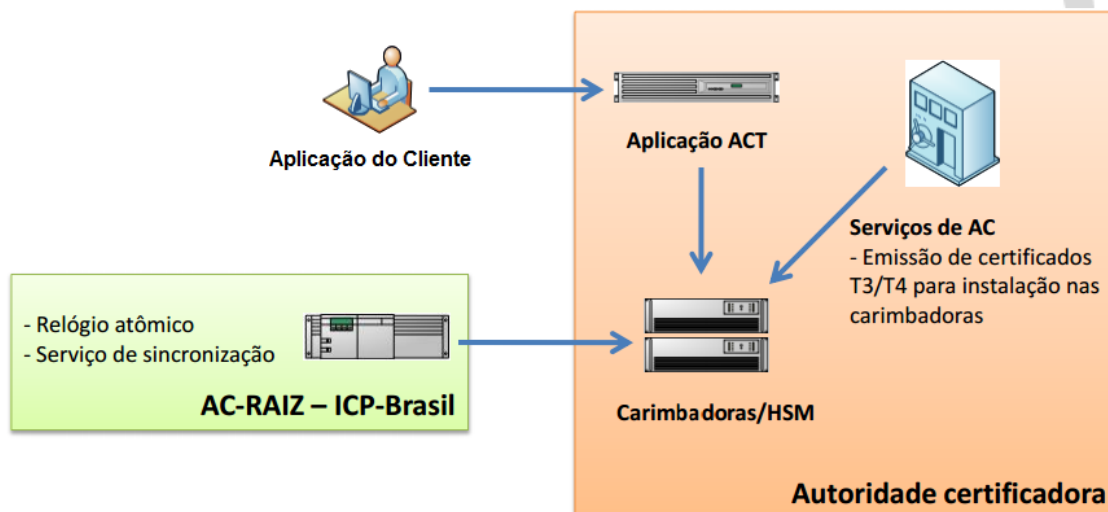 Aplicação do Cliente
Aplicação ACT
Serviços de AC
- Emissão de certificados
T3/T4 para instalação nas
carimbadoras
- Relógio atômico
- Serviço de sincronização
AC-RAIZ – ICP-Brasil
Carimbadoras/HSM
Autoridade certificadora